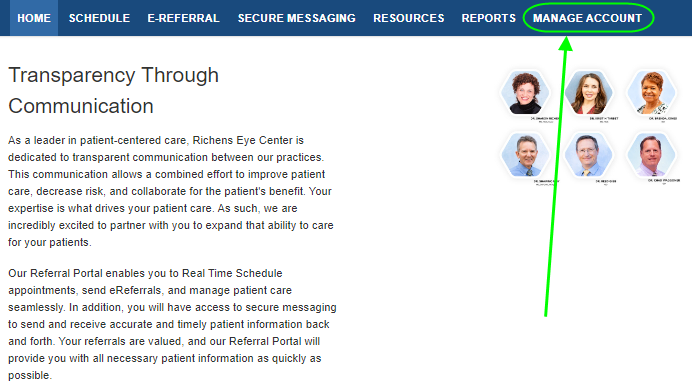 HOME SCHEDULE E-REFERRAL SECURE MESSAGING RESOURCES REPORTS MANAGE ACCOUNT
Transparency Through
Communication
As a leader in patient-centered care, Richens Eye Center is
dedicated to transparent communication between our practices.
This communication allows a combined effort to improve patient
care, decrease risk, and collaborate for the patient's benefit. Your
expertise is what drives your patient care. As such, we are
incredibly excited to partner with you to expand that ability to care
for your patients.
Our Referral Portal enables you to Real Time Schedule
appointments, send eReferrals, and manage patient care
seamlessly. In addition, you will have access to secure messaging
to send and receive accurate and timely patient information back
and forth. Your referrals are valued, and our Referral Portal will
provide you with all necessary patient information as quickly as
possible.